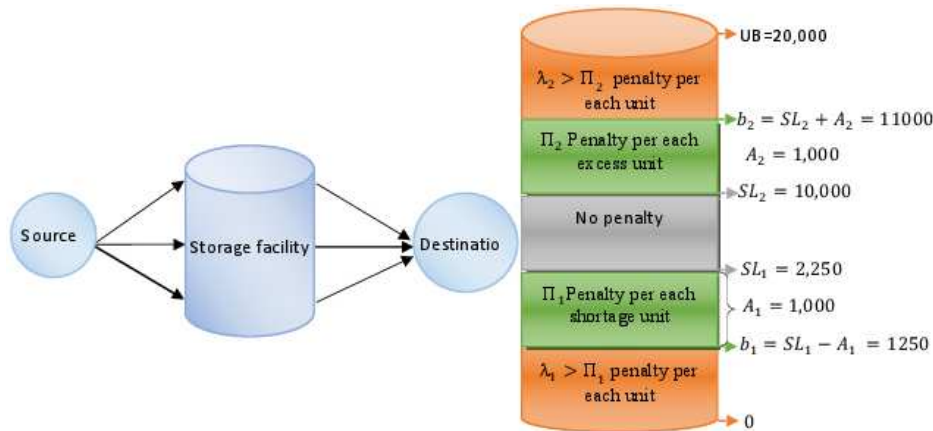 Source
Storage facility
Destinatio
λ₂ > Π₂ penalty per
each unit
Π₂ Penalty per each
excess unit
No penalty
Π₁Penalty per each
shortage unit
λ₁ > Π₁ penalty per
each unit
UB=20,000
b₂ = SL₂ + A₂ = 11000
A₂ = 1,000
SL₂ = 10,000
SL₁ = 2,250
A₁ = 1,000
b₁ = SL₁ − A₁ = 1250
0